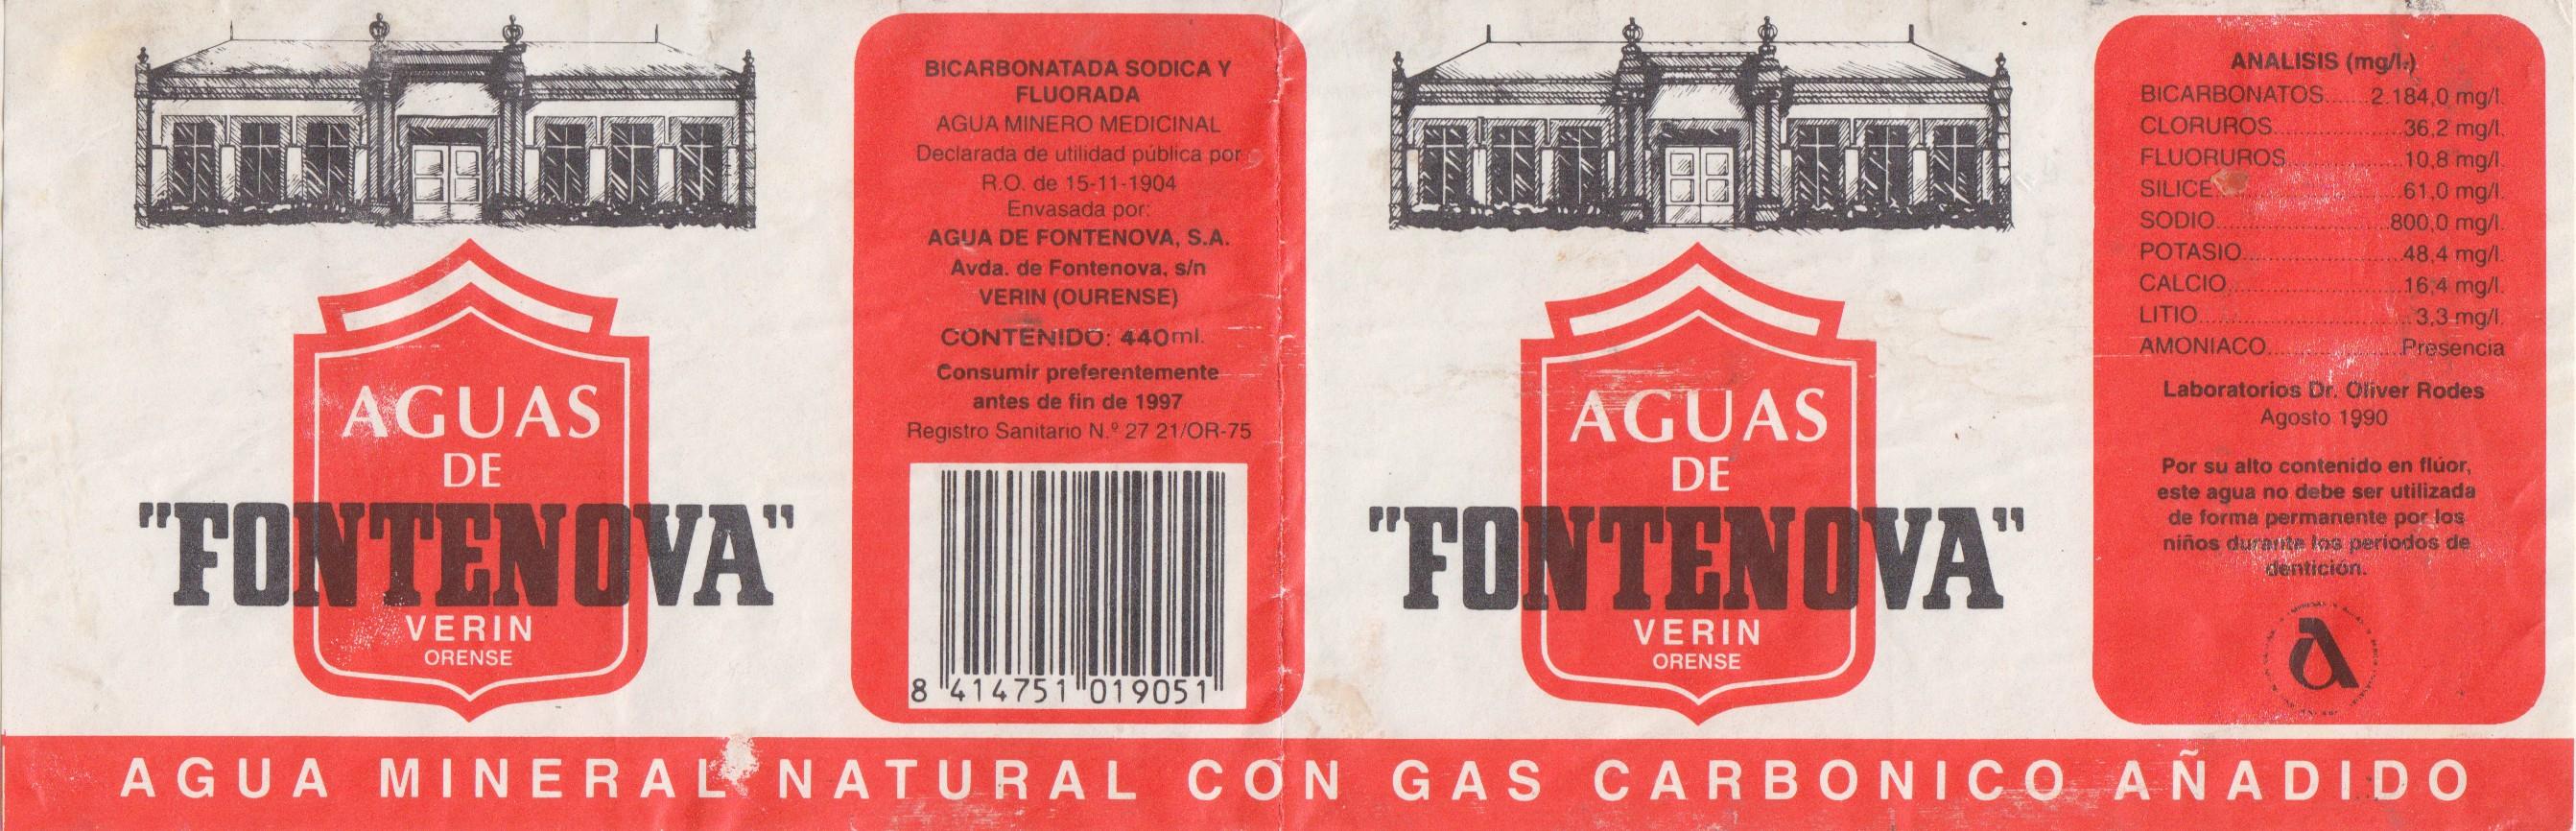 AGUAS
DE
"FONTENOVA"
VERIN
ORENSE
BICARBONATADA SODICA Y
FLUORADA
AGUA MINERO MEDICINAL
Declarada de utilidad pública por
R.O. de 15-11-1904
Envasada por:
AGUA DE FONTENOVA, S.A.
Avda. de Fontenova, s/n
VERIN (OURENSE)
CONTENIDO: 440ml.
Consumir preferentemente
antes de fin de 1997
Registro Sanitario N.º 27 21/OR-75
8 414751 019051
AGUAS
DE
"FONTENOVA"
VERIN
ORENSE
ANALISIS (mg/l.)
BICARBONATOS......2.184,0 mg/l.
CLORUROS....................36,2 mg/l.
FLUORUROS..................10,8 mg/l.
SILICE............................61,0 mg/l.
SODIO..........................800,0 mg/l.
POTASIO........................48,4 mg/l.
CALCIO..........................16,4 mg/l.
LITIO................................3,3 mg/l.
AMONIACO....................Presencia
Laboratorios Dr. Oliver Rodes
Agosto 1990
Por su alto contenido en flúor,
este agua no debe ser utilizada
de forma permanente por los
niños durante los periodos de
dentición.
AGUA MINERAL NATURAL CON GAS CARBONICO AÑADIDO